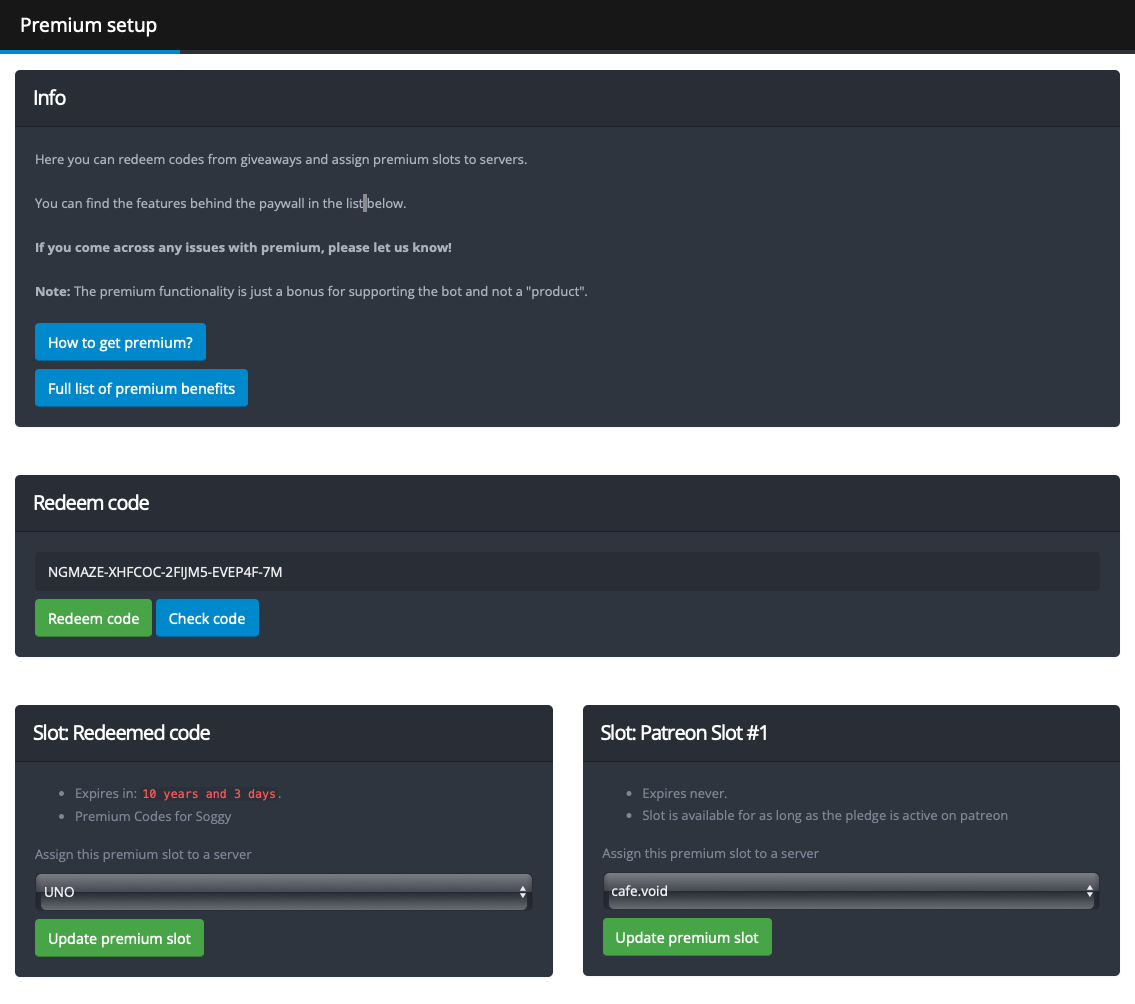 Premium setup
Info
Here you can redeem codes from giveaways and assign premium slots to servers.
You can find the features behind the paywall in the list below.
If you come across any issues with premium, please let us know!
Note: The premium functionality is just a bonus for supporting the bot and not a "product".
How to get premium?
Full list of premium benefits
Redeem code
NGMAZE-XHFCOC-2FIJM5-EVEP4F-7M
Redeem code Check code
Slot: Redeemed code
Expires in: 10 years and 3 days.
Premium Codes for Soggy
Assign this premium slot to a server
UNO
Update premium slot
Slot: Patreon Slot #1
Expires never.
Slot is available for as long as the pledge is active on patreon
Assign this premium slot to a server
cafe.void
Update premium slot